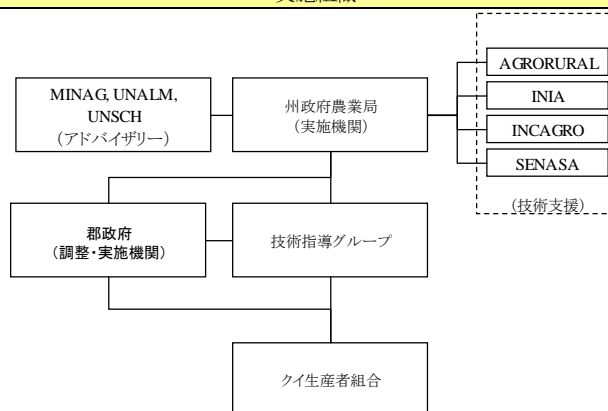 実施組織
MINAG, UNALM,
UNSCH
(アドバイザリー)
州政府農業局
(実施機関)
AGRORURAL
INIA
INCAGRO
SENASA
(技術支援)
郡政府
(調整・実施機関)
技術指導グループ
クイ生産者組合